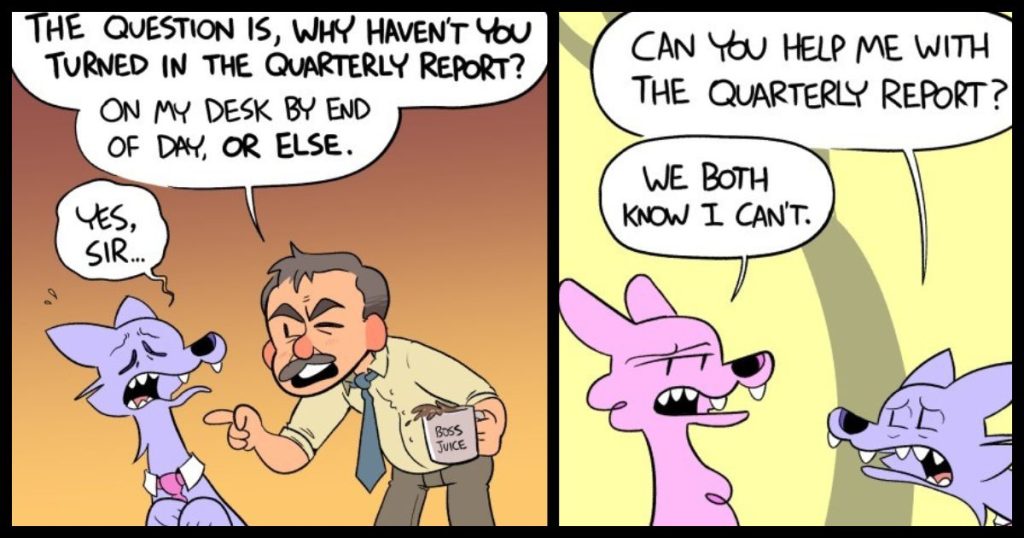 THE QUESTION IS, WHY HAVEN'T YOU
TURNED IN THE QUARTERLY REPORT?
ON MY DESK BY END
OF DAY, OR ELSE.
YES,
SIR...
BOSS
JUICE
CAN YOU HELP ME WITH
THE QUARTERLY REPORT?
WE BOTH
KNOW I CAN'T.